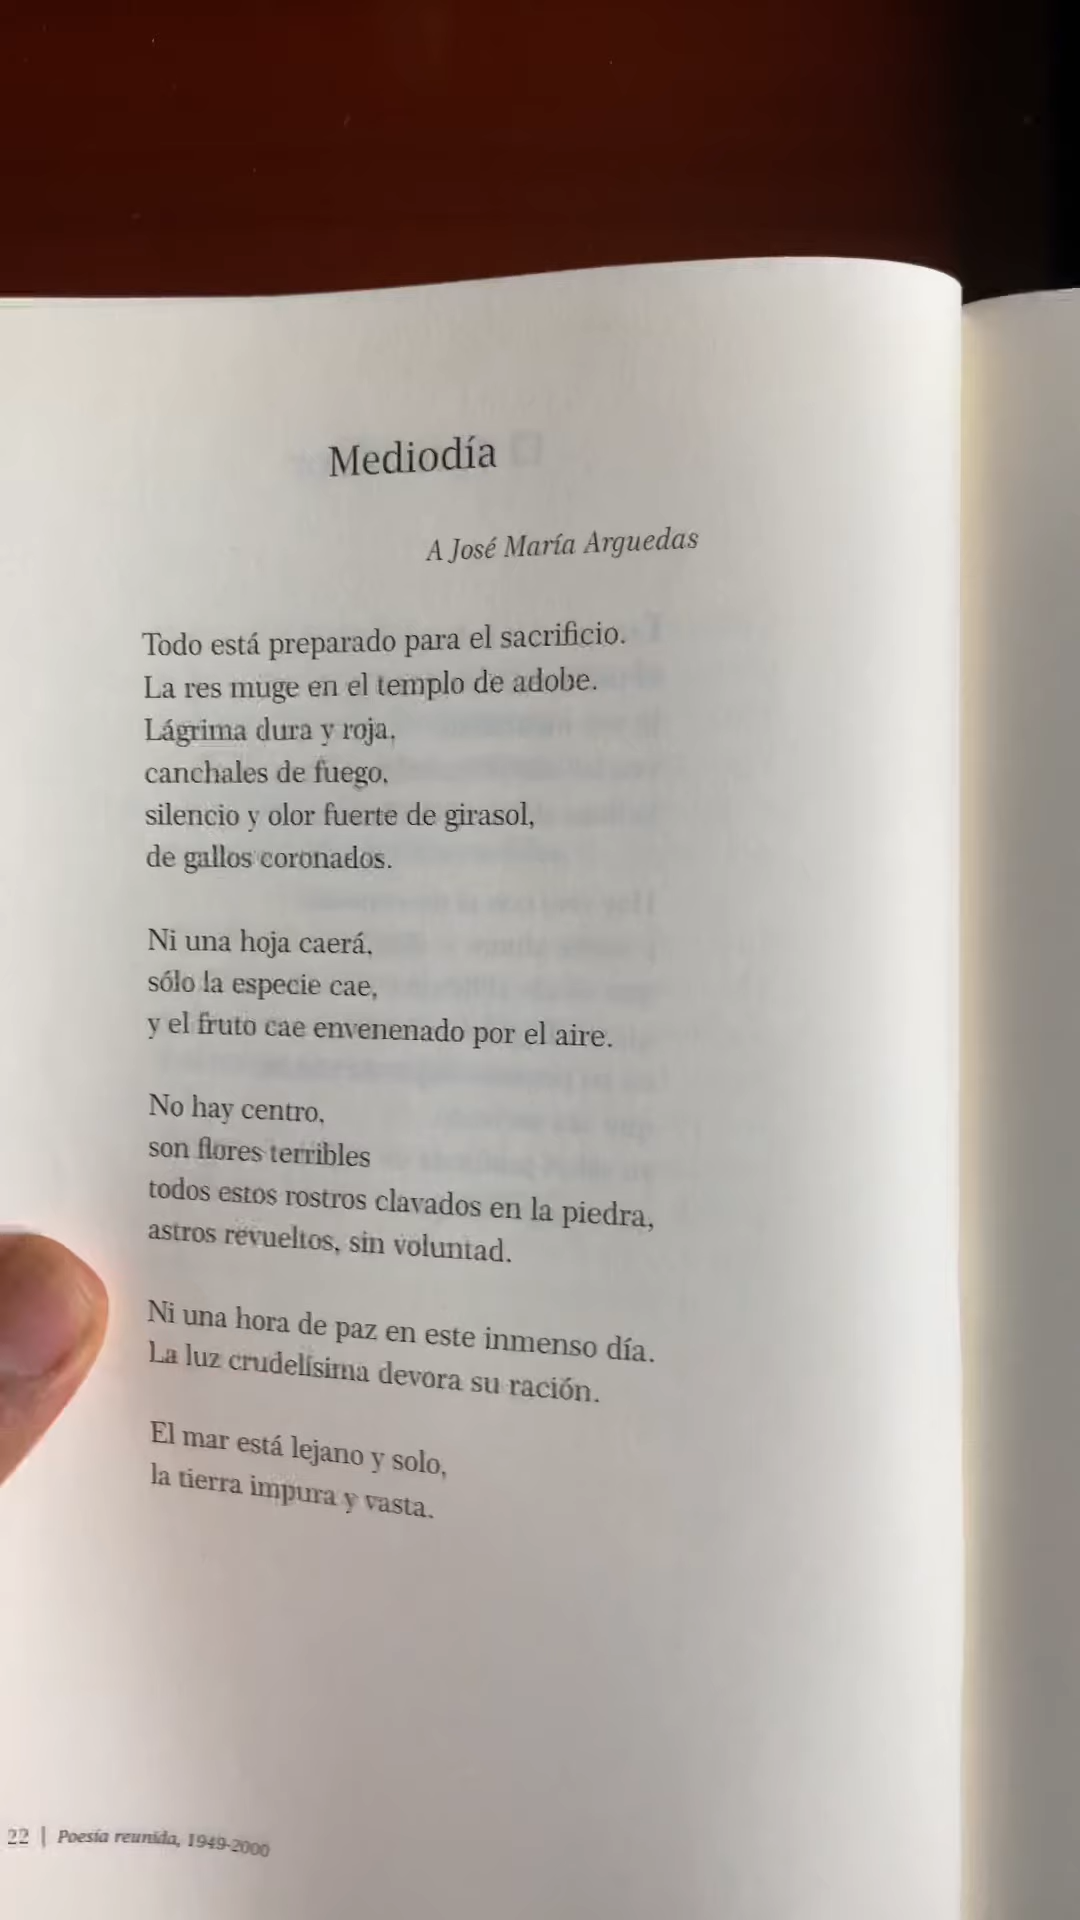 Mediodía
A José María Arguedas
Todo está preparado para el sacrificio.
La res muge en el templo de adobe.
Lágrima dura y roja,
canchales de fuego,
silencio y olor fuerte de girasol,
de gallos coronados.
Ni una hoja caerá,
sólo la especie cae,
y el fruto cae envenenado por el aire.
No hay centro,
son flores terribles
todos estos rostros clavados en la piedra,
astros revueltos, sin voluntad.
Ni una hora de paz en este inmenso día.
La luz crudelísima devora su ración.
El mar está lejano y solo,
la tierra impura y vasta.
22 | Poesía reunida, 1949-2000